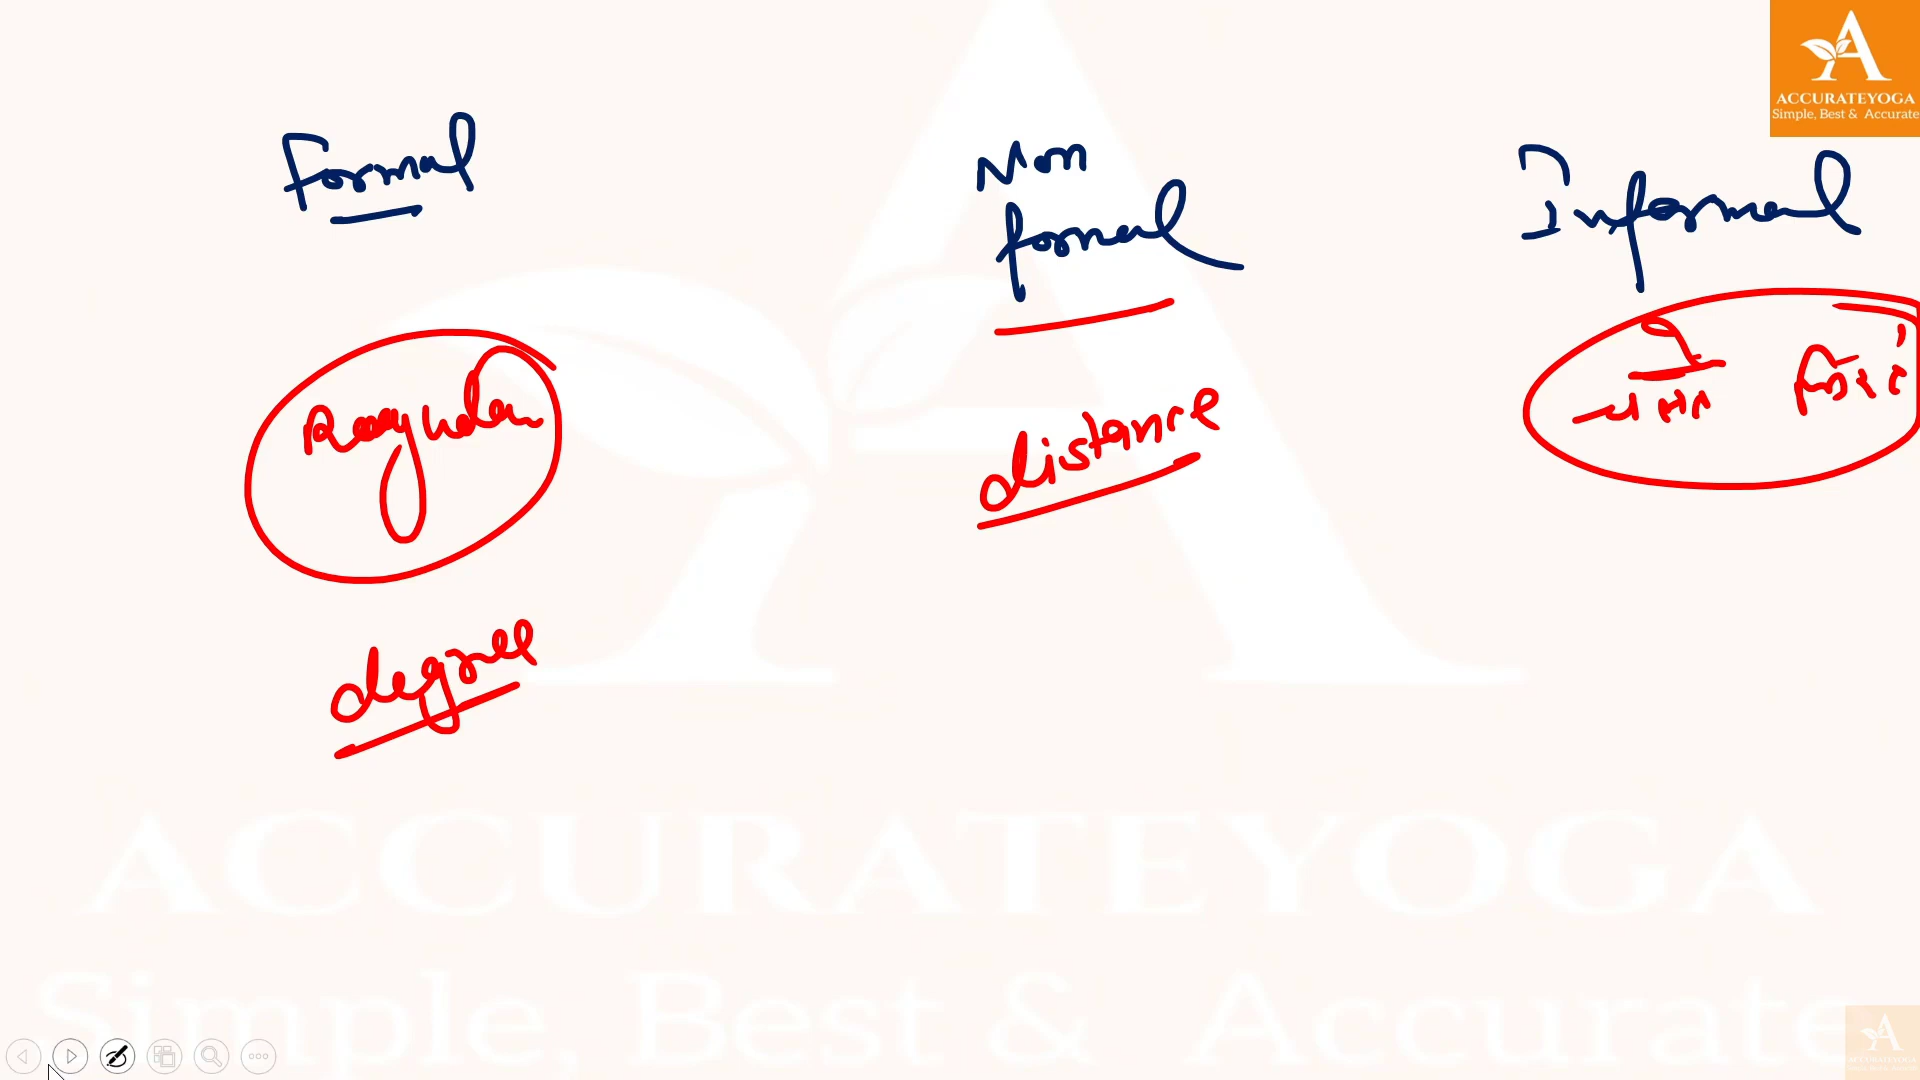 Formal
Non
formal
Informal
Regular
distance
degree
ACCURATEYOGA
Simple, Best & Accurate
ACCURATEYOGA
Simple, Best & Accurate